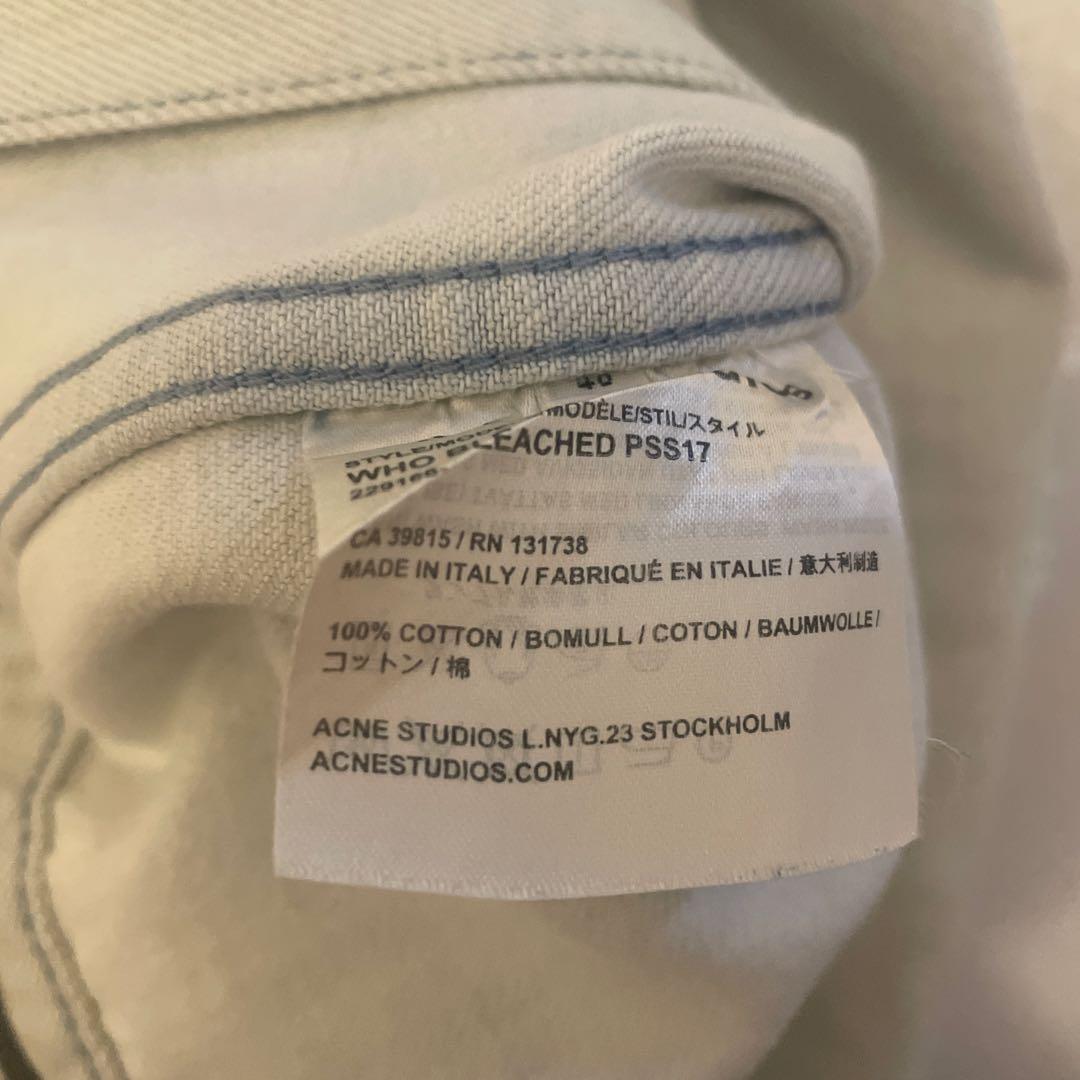 48
STYLE/MODÈLE/STIL/スタイル
WHO BLEACHED PSS17
CA 39815 / RN 131738
MADE IN ITALY / FABRIQUÉ EN ITALIE / 意大利制造
100% COTTON / BOMULL / COTON / BAUMWOLLE /
コットン / 棉
ACNE STUDIOS L.NYG.23 STOCKHOLM
ACNESTUDIOS.COM